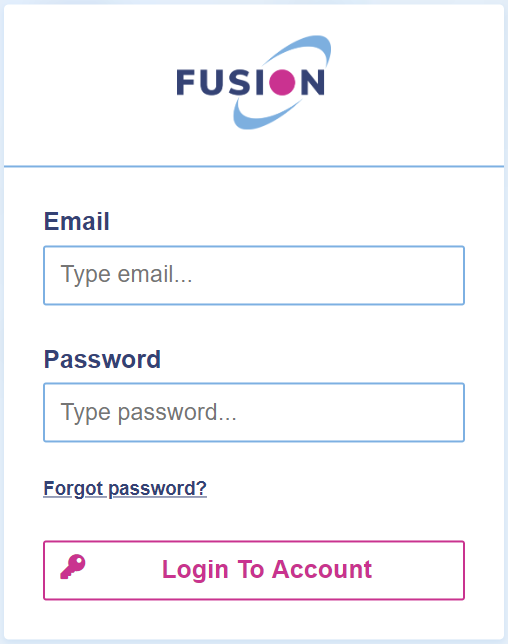 FUSION
Email
Type email...
Password
Type password...
Forgot password?
Login To Account